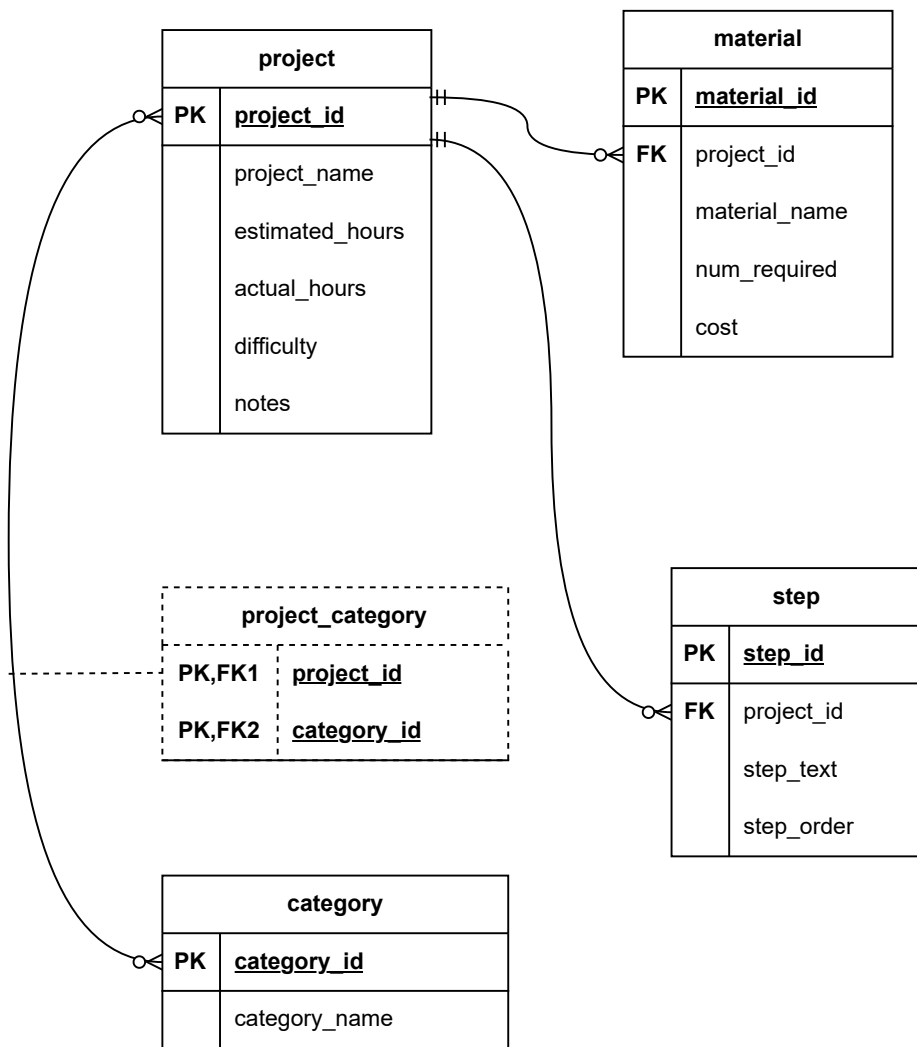 project
PK project_id
project_name
estimated_hours
actual_hours
difficulty
notes
material
PK material_id
FK project_id
material_name
num_required
cost
project_category
PK,FK1 project_id
PK,FK2 category_id
step
PK step_id
FK project_id
step_text
step_order
category
PK category_id
category_name